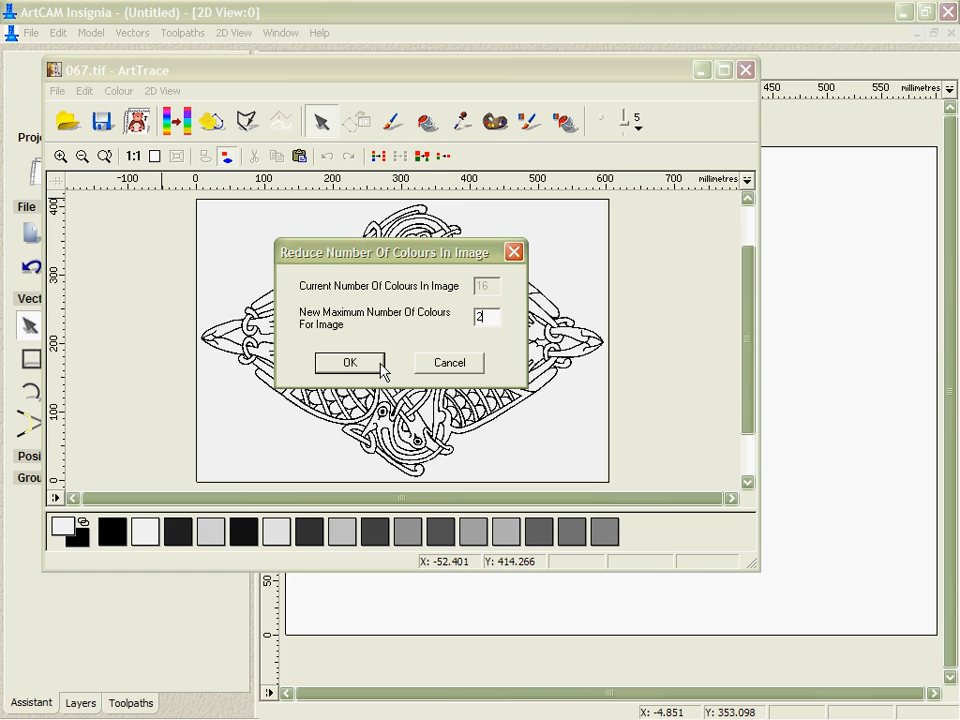 ArtCAM Insignia - (Untitled) - [2D View:0]
File Edit Model Vectors Toolpaths 2D View Window Help
067.tif - ArtTrace
File Edit Colour 2D View
1:1
5
-100 0 100 200 300 400 500 600 700 millimetres
450 500 550 millimetres
400
300
200
100
0
Reduce Number Of Colours In Image
Current Number Of Colours In Image 16
New Maximum Number Of Colours
For Image
2
OK Cancel
Proj
File
Vect
Posi
Grou
X: -52.401 Y: 414.266
50
0
Assistant Layers Toolpaths
X: -4.851 Y: 353.098